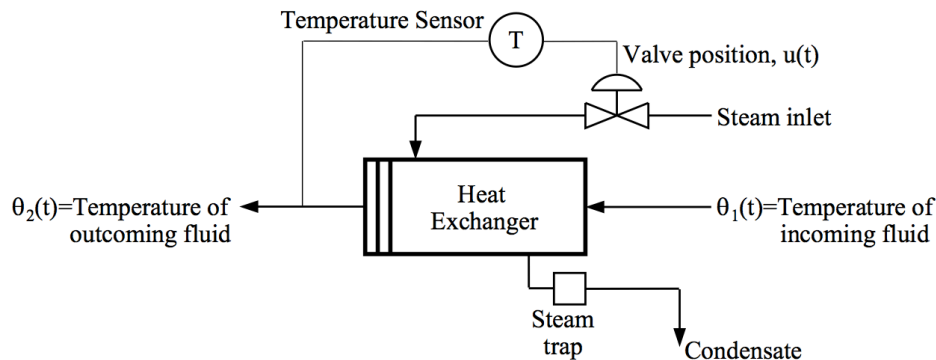 Temperature Sensor
T
Valve position, u(t)
Steam inlet
Heat
Exchanger
θ₂(t)=Temperature of
outcoming fluid
θ₁(t)=Temperature of
incoming fluid
Steam
trap
Condensate